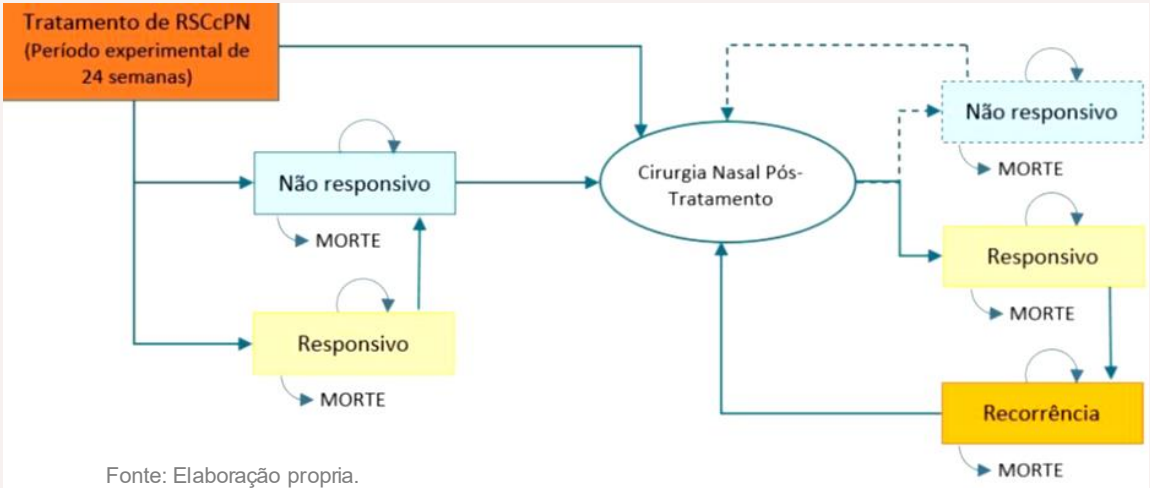 Tratamento de RSCcPN
(Período experimental de
24 semanas)
Não responsivo
MORTE
Responsivo
MORTE
Cirurgia Nasal Pós-
Tratamento
Não responsivo
MORTE
Responsivo
MORTE
Recorrência
MORTE
Fonte: Elaboração propria.